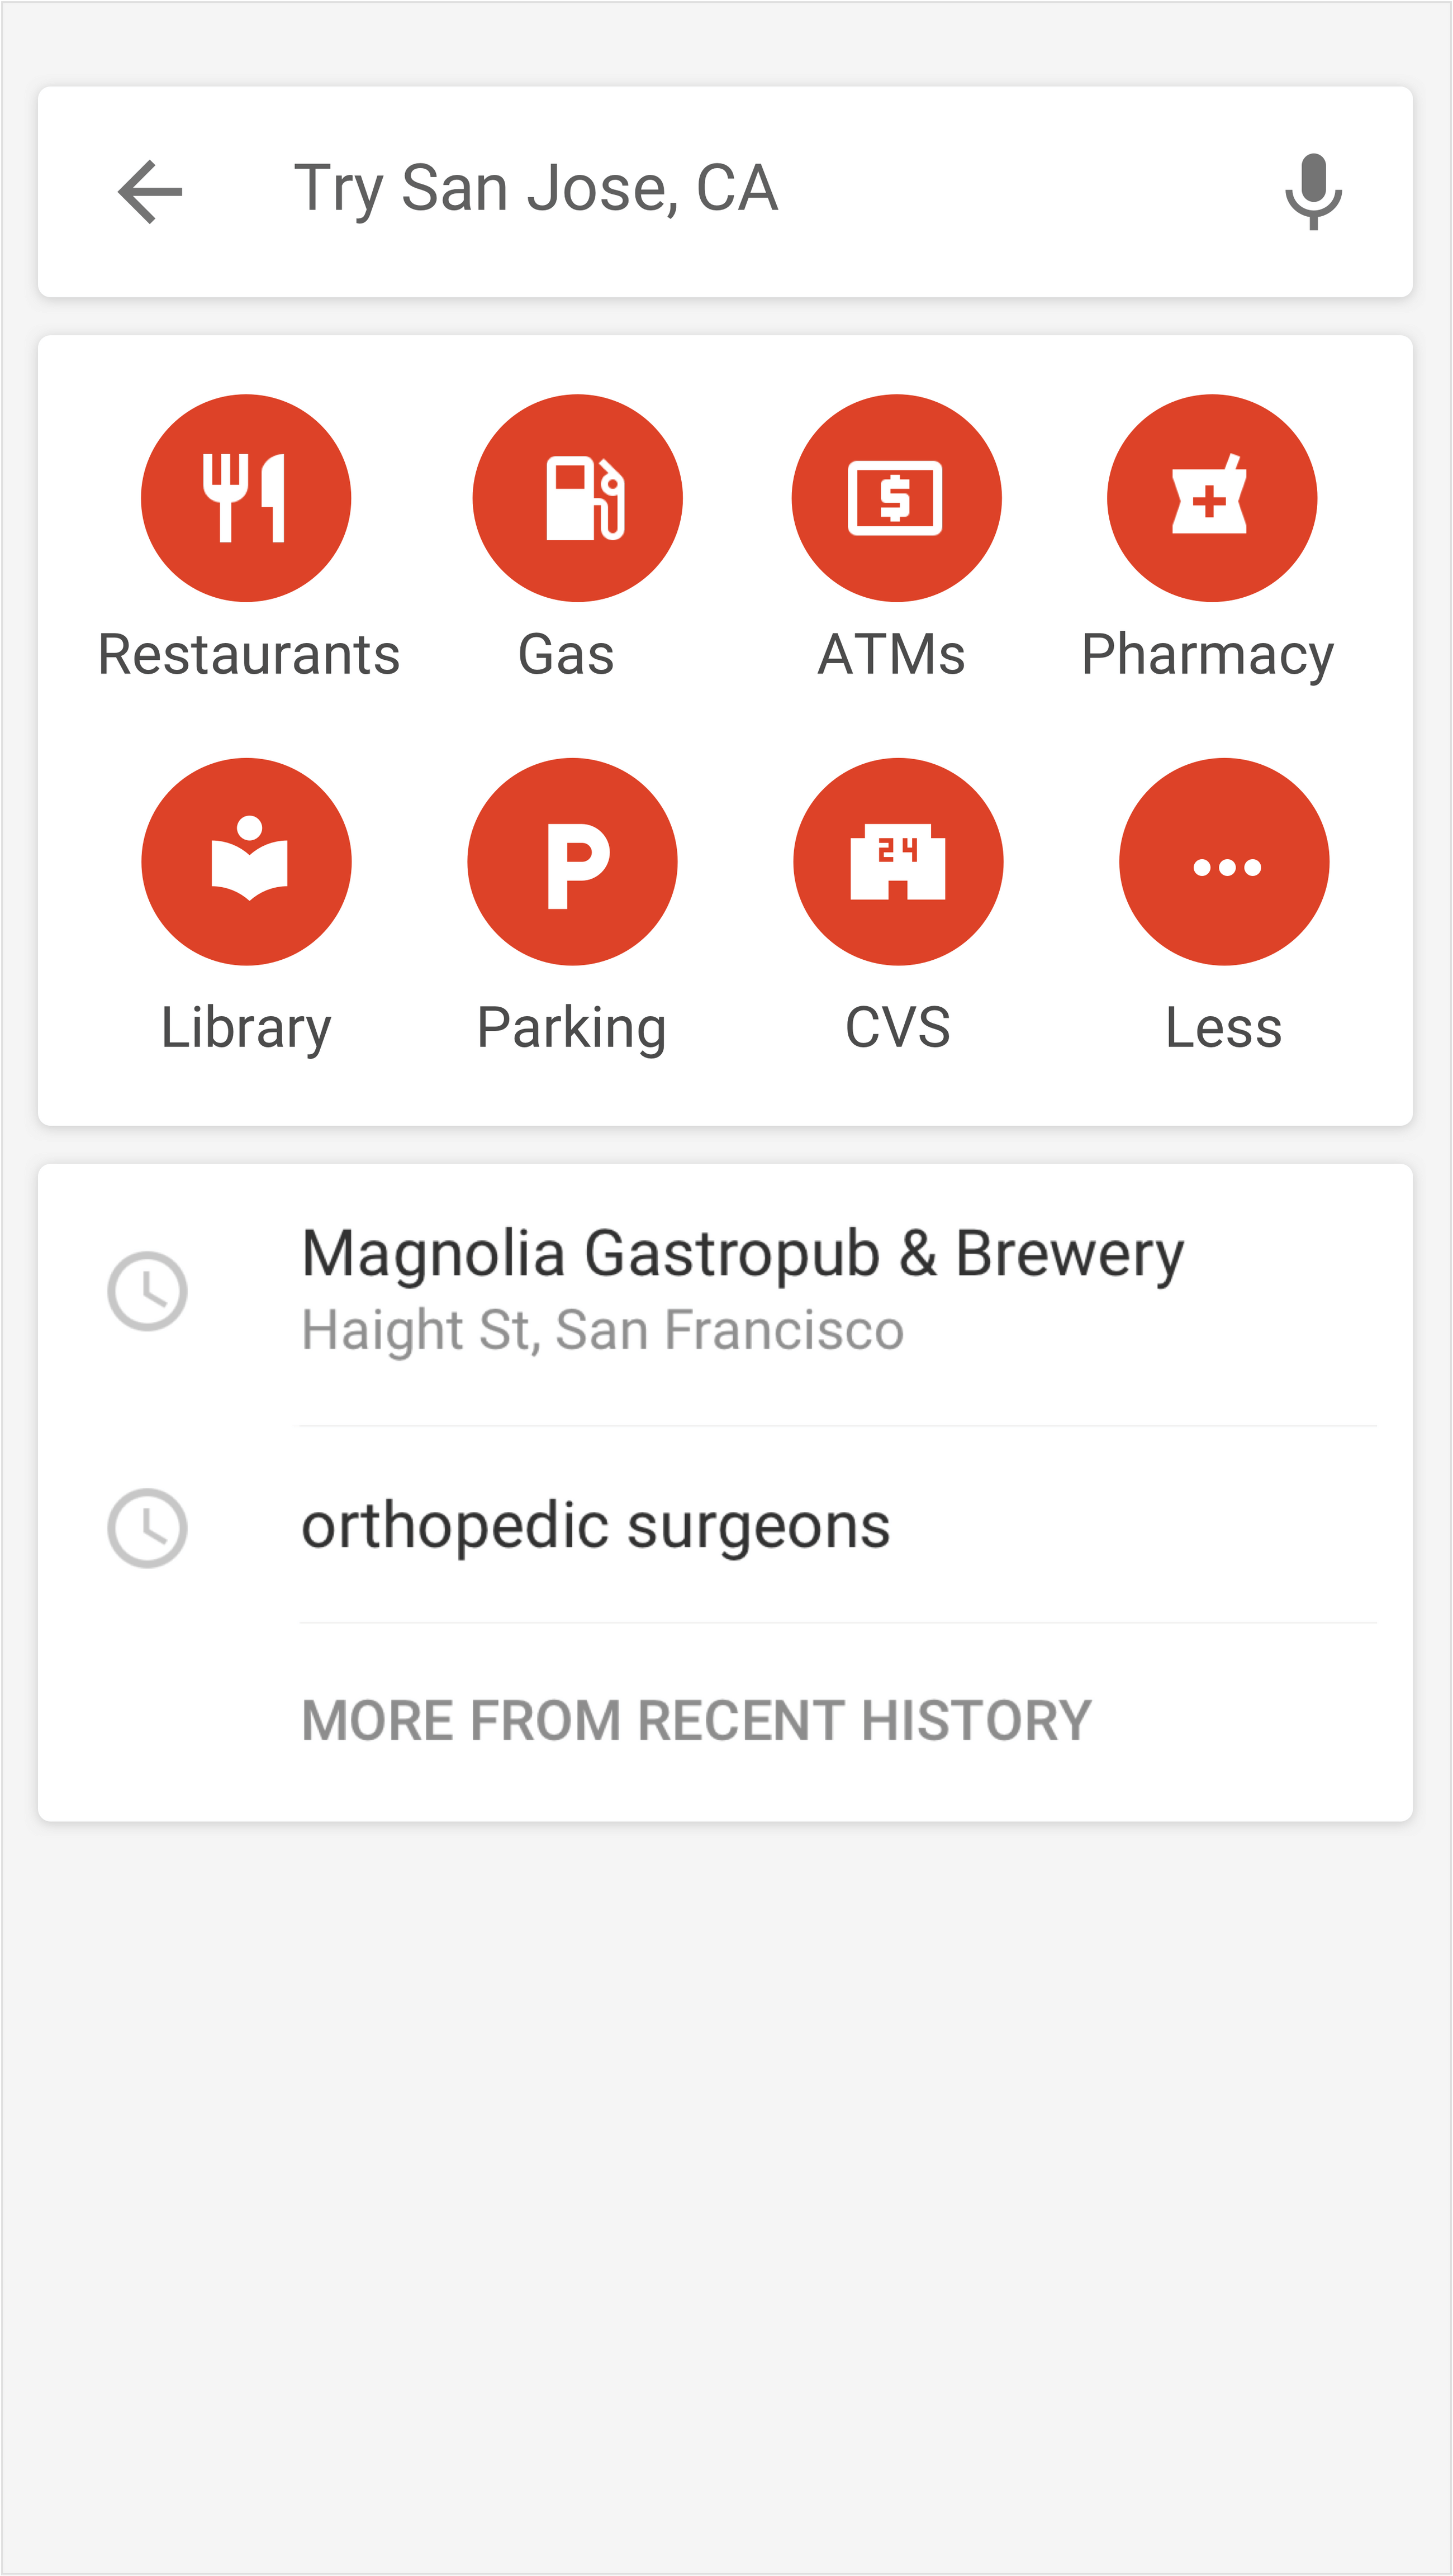 Try San Jose, CA
Restaurants Gas ATMs Pharmacy
P 24
Library Parking CVS Less
Magnolia Gastropub & Brewery
Haight St, San Francisco
orthopedic surgeons
MORE FROM RECENT HISTORY